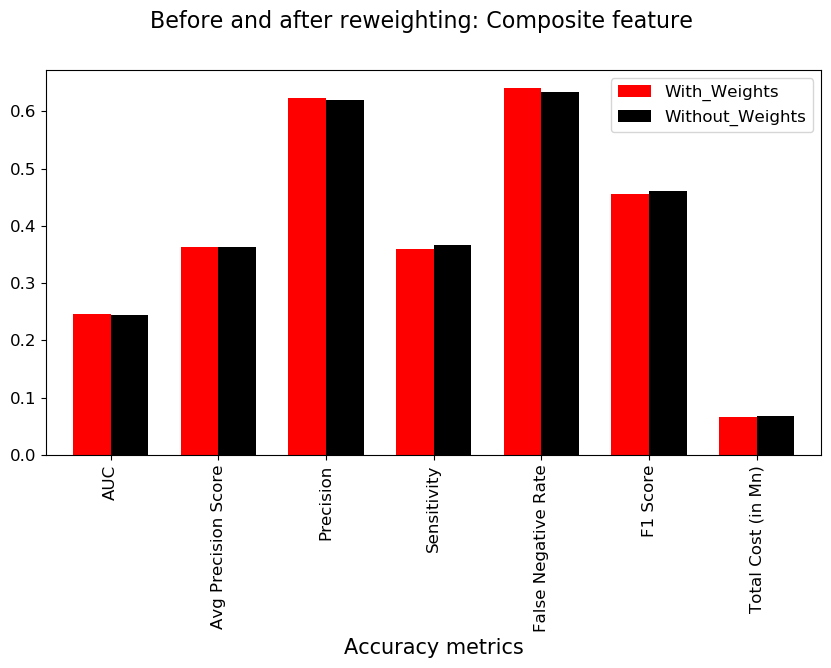 Before and after reweighting: Composite feature
With_Weights
Without_Weights
0.6
0.5
0.4
0.3
0.2
0.1
0.0
AUC
Avg Precision Score
Precision
Sensitivity
False Negative Rate
F1 Score
Total Cost (in Mn)
Accuracy metrics